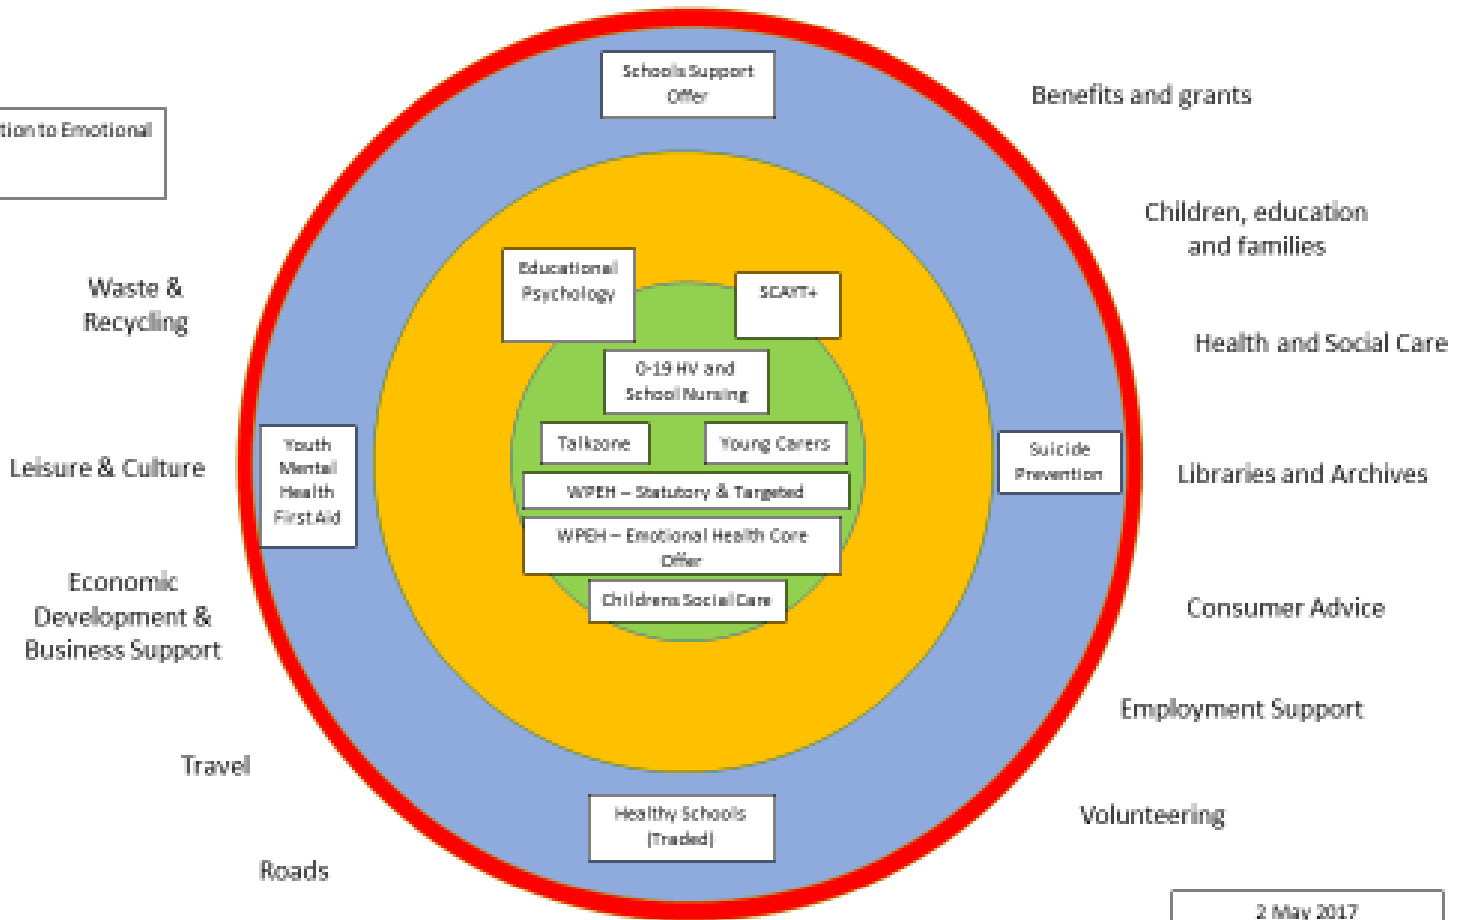 Schools Support
Offer
Benefits and grants
tion to Emotional
Children, education
and families
Waste &
Recycling
Educational
Psychology
SCAYT+
Health and Social Care
0-19 HV and
School Nursing
Talkzone
Young Carers
Youth
Mental
Health
First Aid
Suicide
Prevention
Leisure & Culture
Libraries and Archives
WPEH – Statutory & Targeted
WPEH – Emotional Health Core
Offer
Childrens Social Care
Economic
Development &
Business Support
Consumer Advice
Employment Support
Travel
Healthy Schools
(Traded)
Volunteering
Roads
2 May 2017